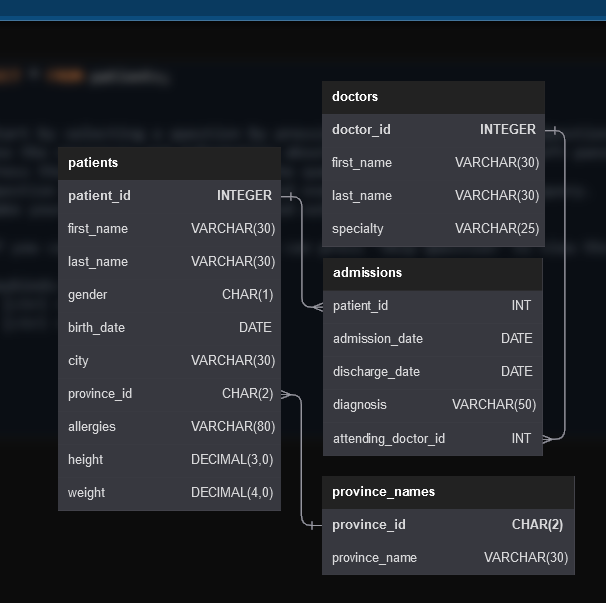 patients
patient_id INTEGER
first_name VARCHAR(30)
last_name VARCHAR(30)
gender CHAR(1)
birth_date DATE
city VARCHAR(30)
province_id CHAR(2)
allergies VARCHAR(80)
height DECIMAL(3,0)
weight DECIMAL(4,0)
doctors
doctor_id INTEGER
first_name VARCHAR(30)
last_name VARCHAR(30)
specialty VARCHAR(25)
admissions
patient_id INT
admission_date DATE
discharge_date DATE
diagnosis VARCHAR(50)
attending_doctor_id INT
province_names
province_id CHAR(2)
province_name VARCHAR(30)